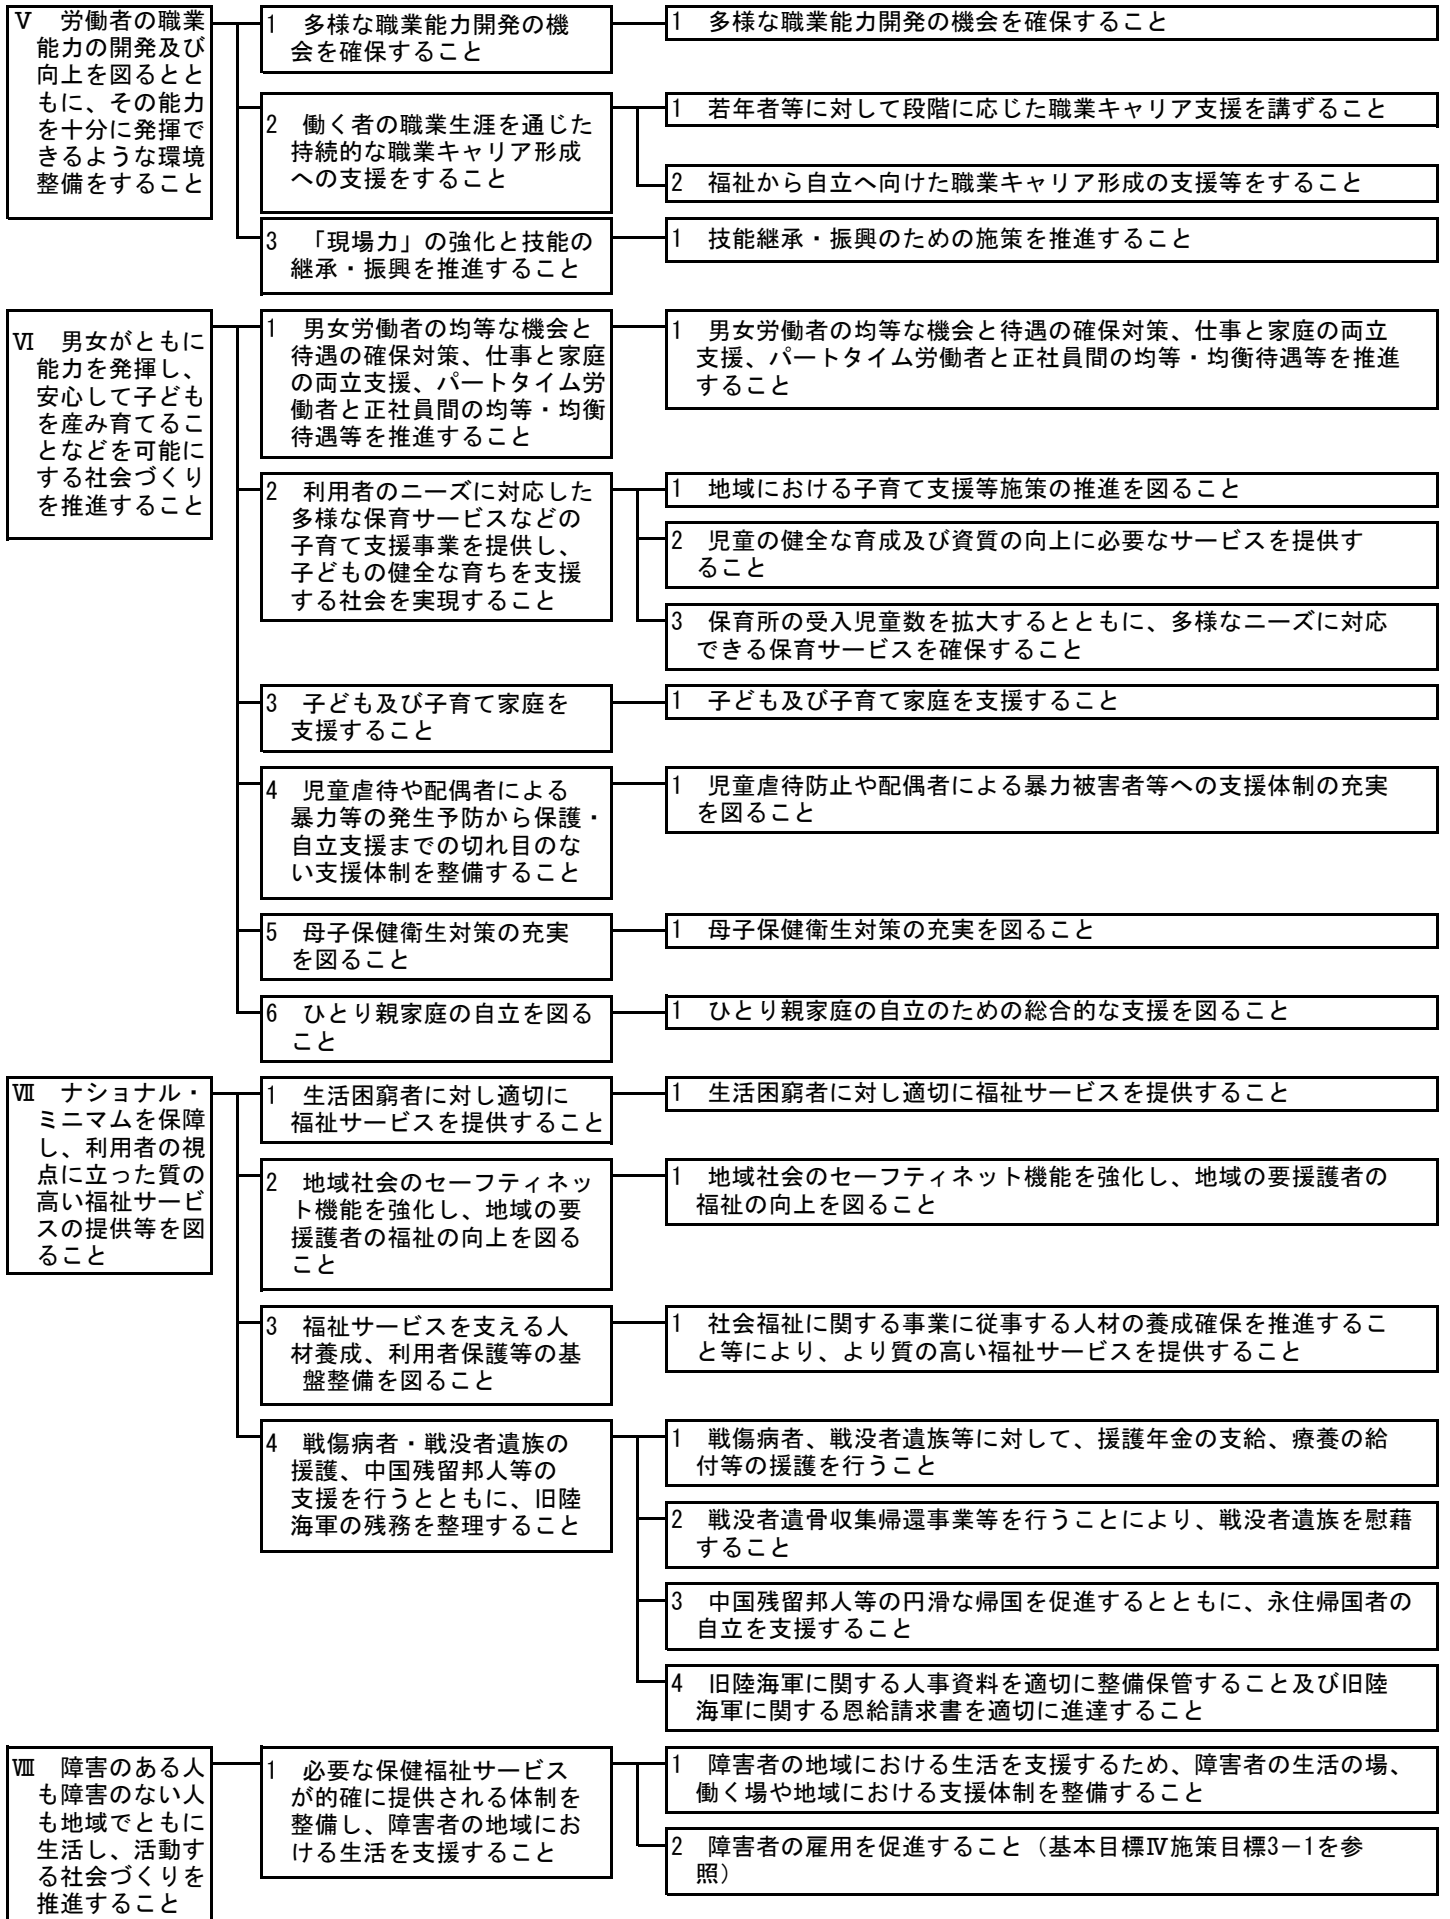 Ⅴ　労働者の職業
能力の開発及び
向上を図るとと
もに、その能力
を十分に発揮で
きるような環境
整備をすること
1　多様な職業能力開発の機
会を確保すること
1　多様な職業能力開発の機会を確保すること
2　働く者の職業生涯を通じた
持続的な職業キャリア形成
への支援をすること
1　若年者等に対して段階に応じた職業キャリア支援を講ずること
2　福祉から自立へ向けた職業キャリア形成の支援等をすること
3　「現場力」の強化と技能の
継承・振興を推進すること
1　技能継承・振興のための施策を推進すること
Ⅵ　男女がともに
能力を発揮し、
安心して子ども
を産み育てるこ
となどを可能に
する社会づくり
を推進すること
1　男女労働者の均等な機会と
待遇の確保対策、仕事と家庭
の両立支援、パートタイム労
働者と正社員間の均等・均衡
待遇等を推進すること
1　男女労働者の均等な機会と待遇の確保対策、仕事と家庭の両立
支援、パートタイム労働者と正社員間の均等・均衡待遇等を推進
すること
2　利用者のニーズに対応した
多様な保育サービスなどの
子育て支援事業を提供し、
子どもの健全な育ちを支援
する社会を実現すること
1　地域における子育て支援等施策の推進を図ること
2　児童の健全な育成及び資質の向上に必要なサービスを提供す
ること
3　保育所の受入児童数を拡大するとともに、多様なニーズに対応
できる保育サービスを確保すること
3　子ども及び子育て家庭を
支援すること
1　子ども及び子育て家庭を支援すること
4　児童虐待や配偶者による
暴力等の発生予防から保護・
自立支援までの切れ目のな
い支援体制を整備すること
1　児童虐待防止や配偶者による暴力被害者等への支援体制の充実
を図ること
5　母子保健衛生対策の充実
を図ること
1　母子保健衛生対策の充実を図ること
6　ひとり親家庭の自立を図る
こと
1　ひとり親家庭の自立のための総合的な支援を図ること
Ⅶ　ナショナル・
ミニマムを保障
し、利用者の視
点に立った質の
高い福祉サービ
スの提供等を図
ること
1　生活困窮者に対し適切に
福祉サービスを提供すること
1　生活困窮者に対し適切に福祉サービスを提供すること
2　地域社会のセーフティネッ
ト機能を強化し、地域の要
援護者の福祉の向上を図る
こと
1　地域社会のセーフティネット機能を強化し、地域の要援護者の
福祉の向上を図ること
3　福祉サービスを支える人
材養成、利用者保護等の基
盤整備を図ること
1　社会福祉に関する事業に従事する人材の養成確保を推進するこ
と等により、より質の高い福祉サービスを提供すること
4　戦傷病者・戦没者遺族の
援護、中国残留邦人等の
支援を行うとともに、旧陸
海軍の残務を整理すること
1　戦傷病者、戦没者遺族等に対して、援護年金の支給、療養の給
付等の援護を行うこと
2　戦没者遺骨収集帰還事業等を行うことにより、戦没者遺族を慰藉
すること
3　中国残留邦人等の円滑な帰国を促進するとともに、永住帰国者の
自立を支援すること
4　旧陸海軍に関する人事資料を適切に整備保管すること及び旧陸
海軍に関する恩給請求書を適切に進達すること
Ⅷ　障害のある人
も障害のない人
も地域でともに
生活し、活動す
る社会づくりを
推進すること
1　必要な保健福祉サービス
が的確に提供される体制を
整備し、障害者の地域にお
ける生活を支援すること
1　障害者の地域における生活を支援するため、障害者の生活の場、
働く場や地域における支援体制を整備すること
2　障害者の雇用を促進すること（基本目標Ⅳ施策目標3－1を参
照）